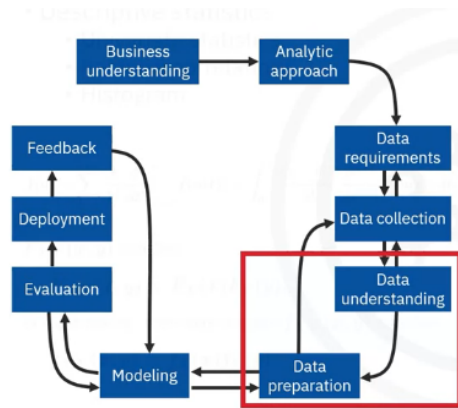 Business
understanding
Analytic
approach
Feedback
Data
requirements
Deployment
Data collection
Evaluation
Data
understanding
Modeling
Data
preparation